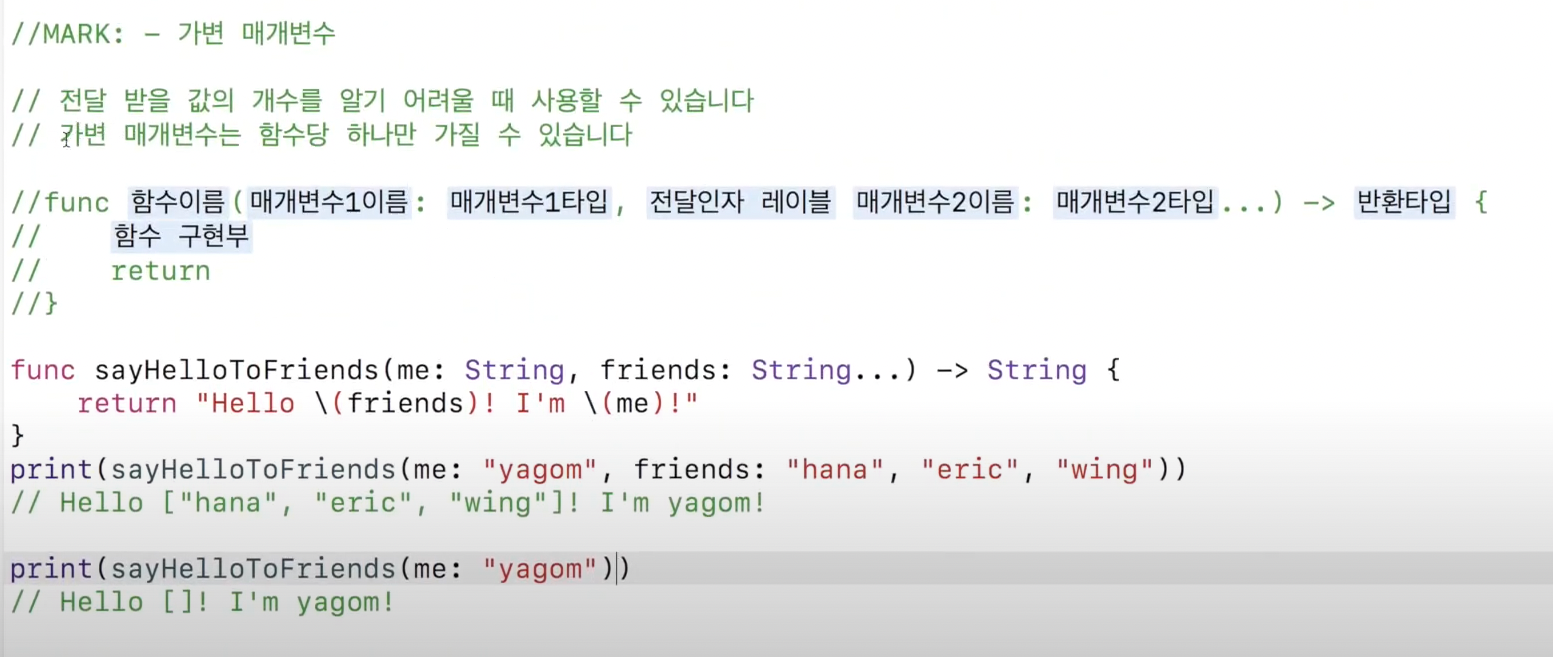 //MARK: - 가변 매개변수
// 전달 받을 값의 개수를 알기 어려울 때 사용할 수 있습니다
// 가변 매개변수는 함수당 하나만 가질 수 있습니다
//func 함수이름(매개변수1이름: 매개변수1타입, 전달인자 레이블 매개변수2이름: 매개변수2타입...) -> 반환타입 {
//    함수 구현부
//    return
//}
func sayHelloToFriends(me: String, friends: String...) -> String {
    return "Hello \(friends)! I'm \(me)!"
}
print(sayHelloToFriends(me: "yagom", friends: "hana", "eric", "wing"))
// Hello ["hana", "eric", "wing"]! I'm yagom!
print(sayHelloToFriends(me: "yagom"))
// Hello []! I'm yagom!